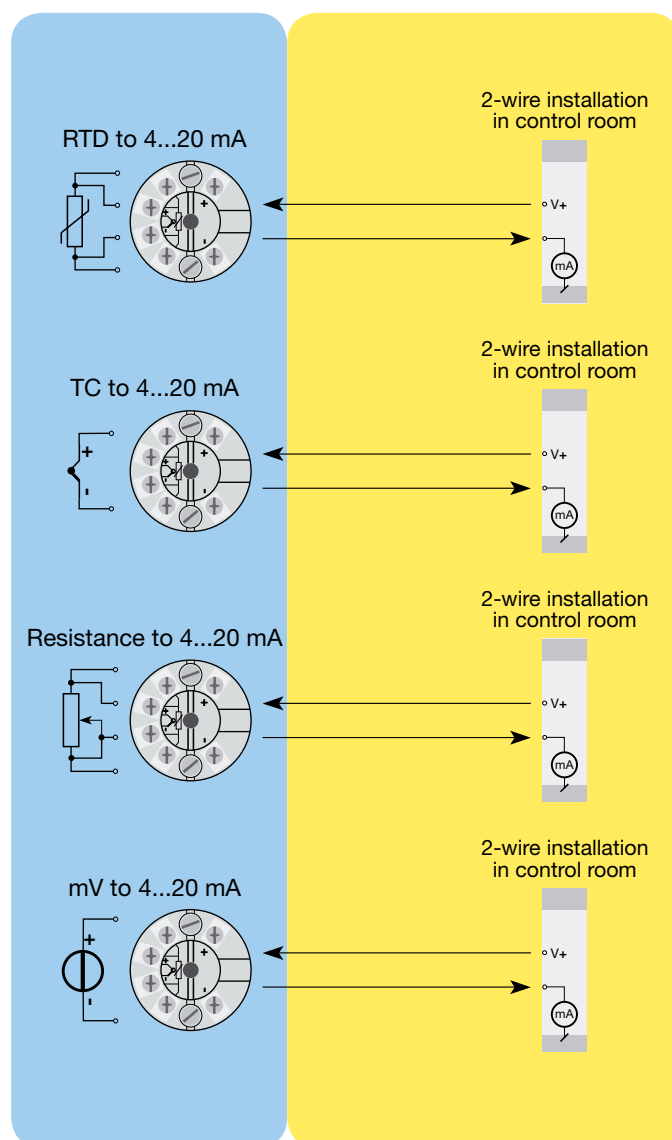 2-wire installation
in control room
RTD to 4...20 mA
+
-
V+
mA
2-wire installation
in control room
TC to 4...20 mA
+
-
+
-
V+
mA
2-wire installation
in control room
Resistance to 4...20 mA
+
-
V+
mA
2-wire installation
in control room
mV to 4...20 mA
+
-
+
-
V+
mA